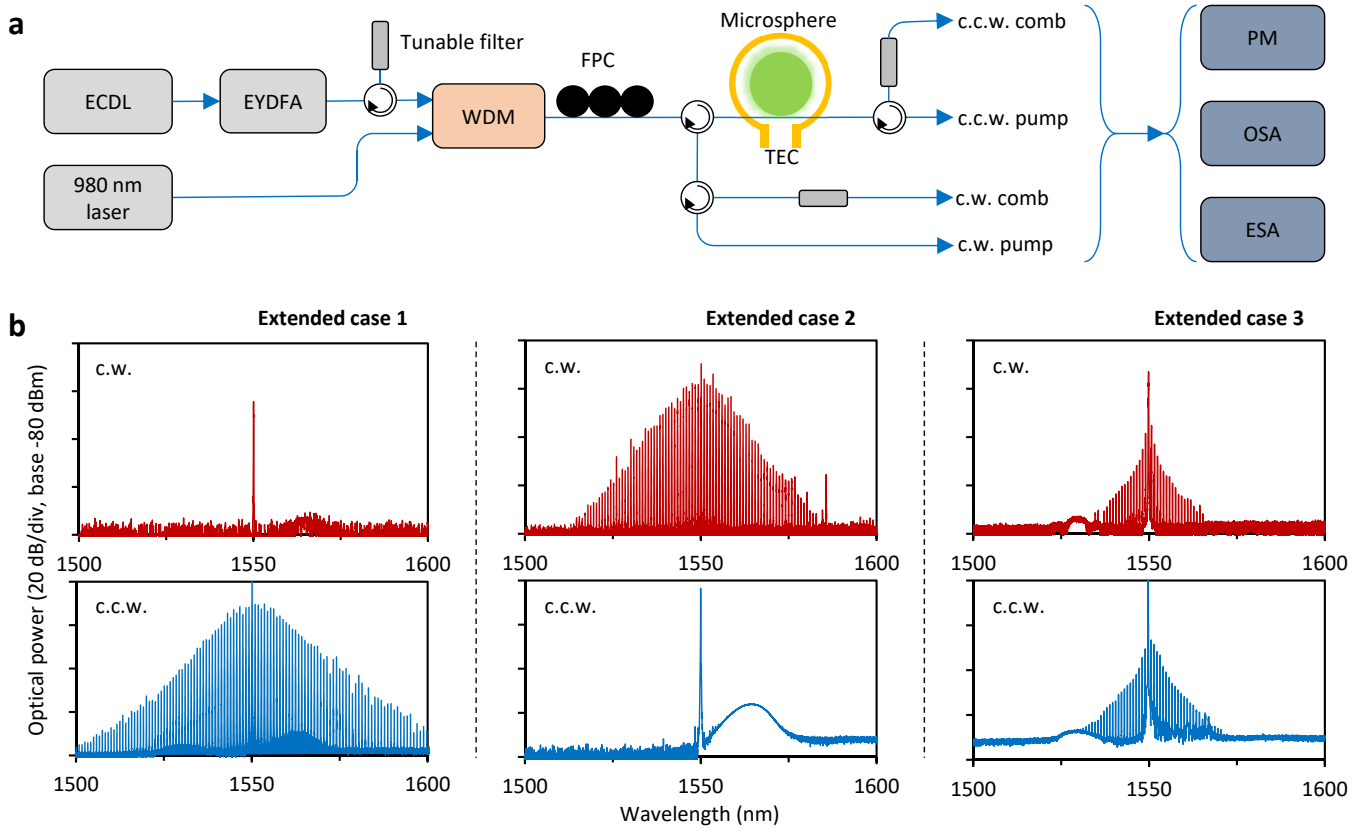 a
Tunable filter
FPC
Microsphere
c.c.w. comb
PM
ECDL
EYDFA
WDM
c.c.w. pump
OSA
TEC
980 nm
laser
c.w. comb
ESA
c.w. pump
b
Extended case 1
Extended case 2
Extended case 3
Optical power (20 dB/div, base -80 dBm)
c.w.
c.w.
c.w.
1500 1550 1600
1500 1550 1600
1500 1550 1600
c.c.w.
c.c.w.
c.c.w.
1500 1550 1600
1500 1550 1600
1500 1550 1600
Wavelength (nm)